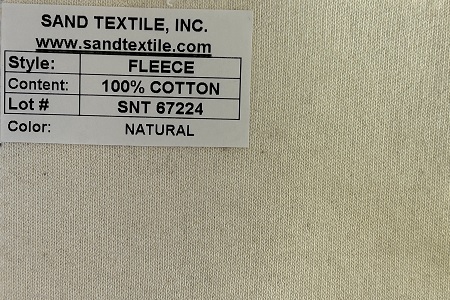 SAND TEXTILE, INC.
www.sandtextile.com
Style: FLEECE
Content: 100% COTTON
Lot # SNT 67224
Color: NATURAL